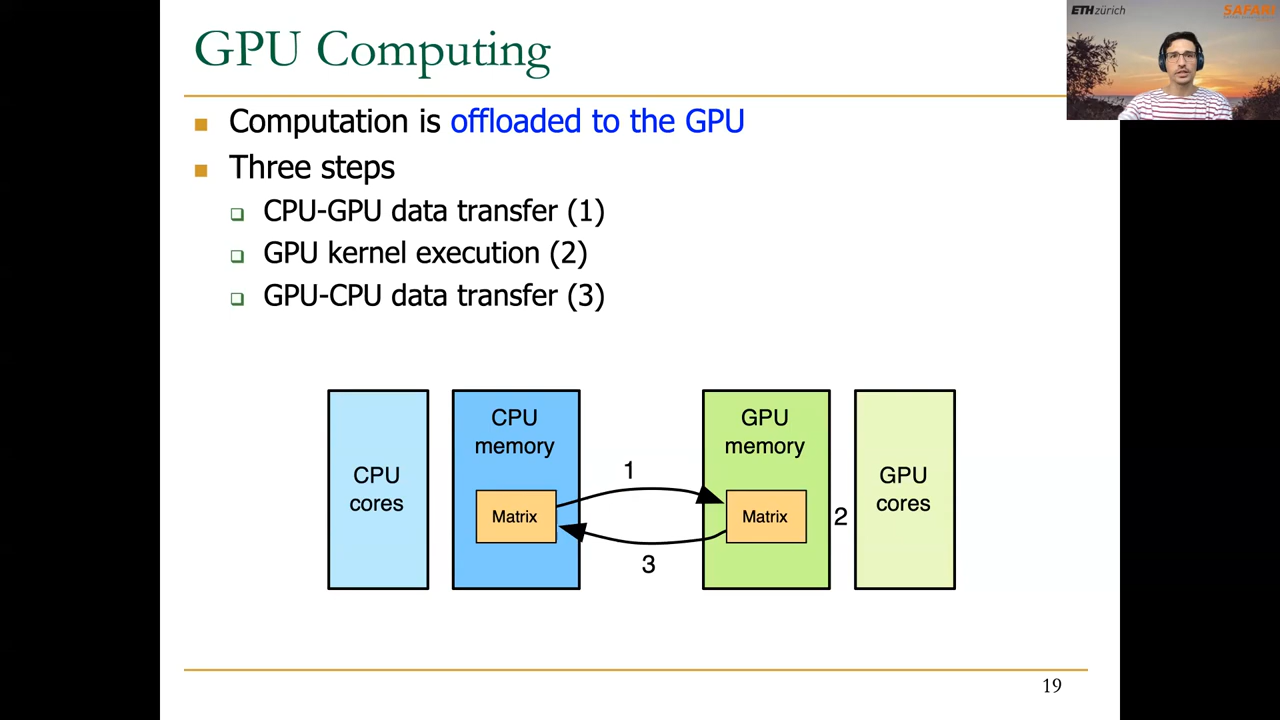 GPU Computing
ETH zürich
SAFARI
Computation is offloaded to the GPU
Three steps
CPU-GPU data transfer (1)
GPU kernel execution (2)
GPU-CPU data transfer (3)
CPU
cores
CPU
memory
Matrix
1
3
GPU
memory
Matrix
2
GPU
cores
19